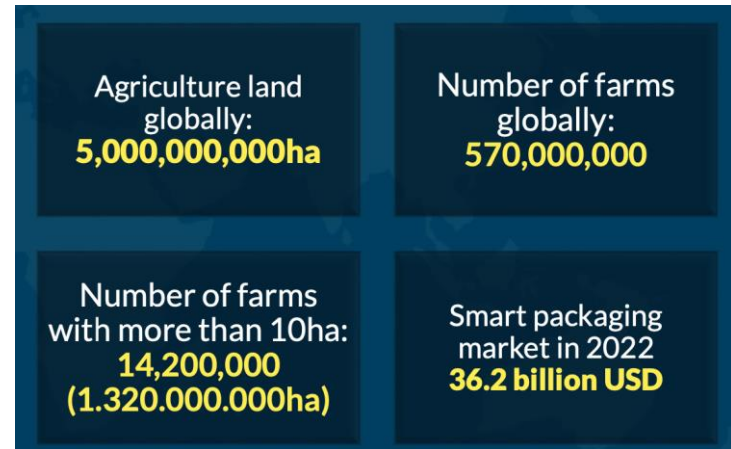 Agriculture land
globally:
5,000,000,000ha
Number of farms
globally:
570,000,000
Number of farms
with more than 10ha:
14,200,000
(1.320.000.000ha)
Smart packaging
market in 2022
36.2 billion USD